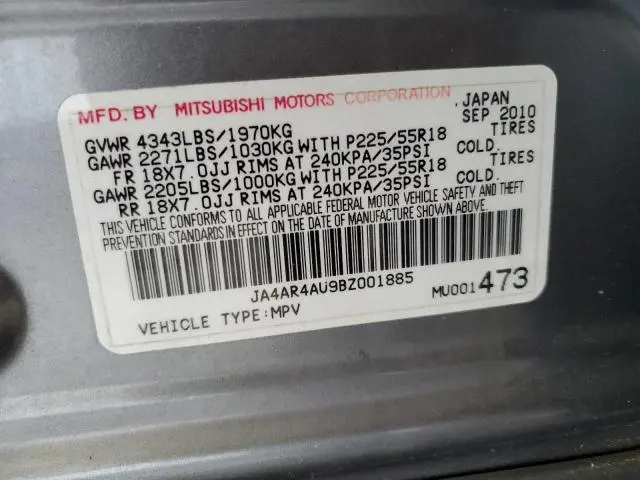 MFD. BY MITSUBISHI MOTORS CORPORATION. JAPAN
SEP 2010
GVWR 4343LBS/1970KG
GAWR 2271LBS/1030KG WITH P225/55R18 TIRES
FR 18X7.0JJ RIMS AT 240KPA/35PSI COLD.
GAWR 2205LBS/1000KG WITH P225/55R18 TIRES
RR 18X7.0JJ RIMS AT 240KPA/35PSI COLD.
THIS VEHICLE CONFORMS TO ALL APPLICABLE FEDERAL MOTOR VEHICLE SAFETY AND THEFT
PREVENTION STANDARDS IN EFFECT ON THE DATE OF MANUFACTURE SHOWN ABOVE.
JA4AR4AU9BZ001885
MU001473
VEHICLE TYPE:MPV